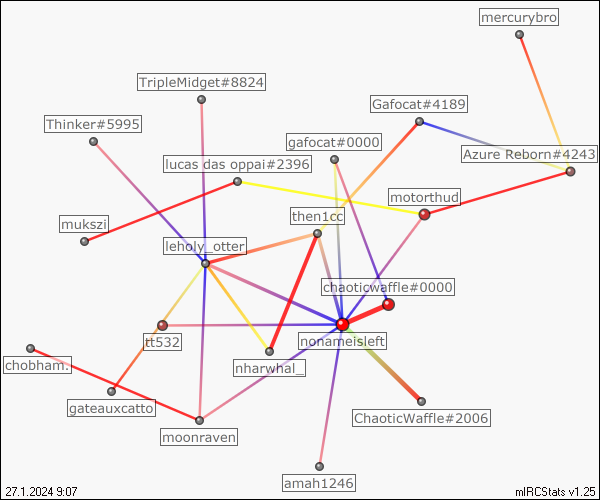 mercurybro
TripleMidget#8824
Gafocat#4189
Thinker#5995
gafocat#0000
Azure Reborn#4243
lucas das oppai#2396
motorthud
then1cc
mukszi
leholy_otter
chaoticwaffle#0000
tt532
nonameisleft
chobham.
nharwhal_
gateauxcatto
ChaoticWaffle#2006
moonraven
amah1246
27.1.2024 9:07
mIRCStats v1.25